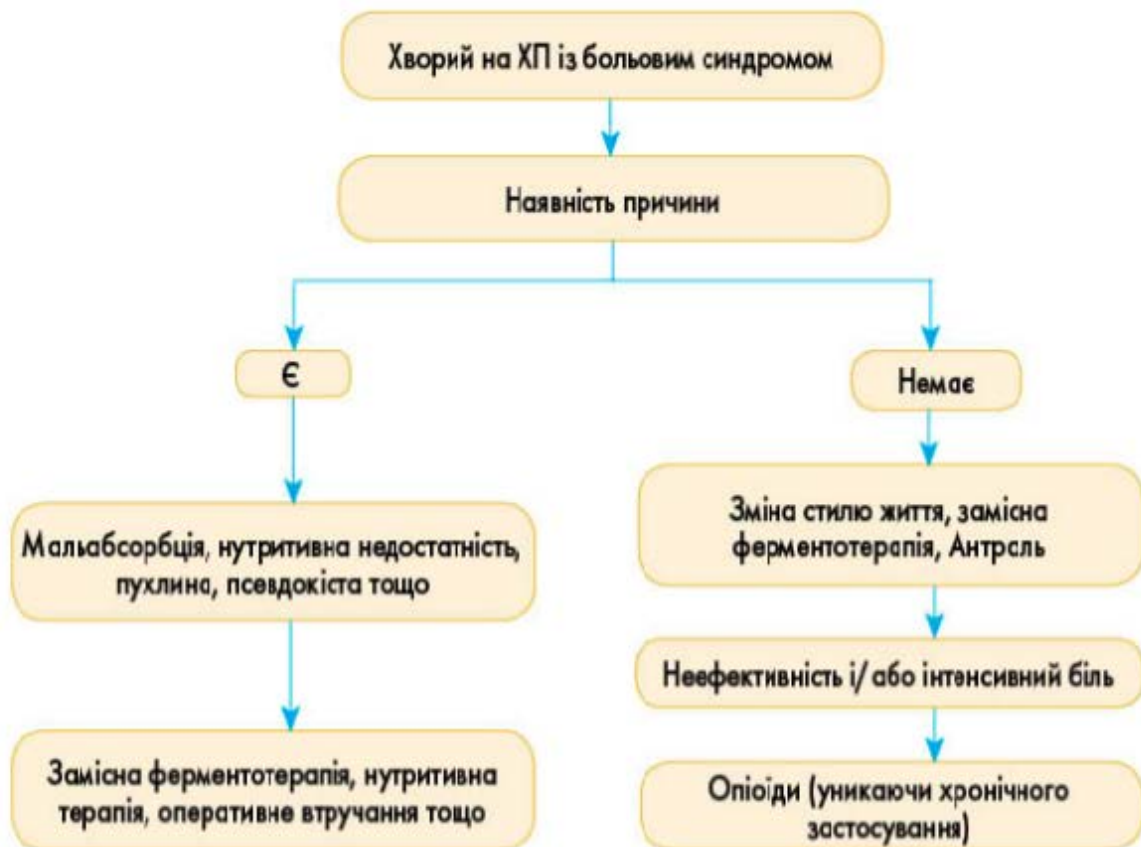 Хворий на ХП із больовим синдромом
Наявність причини
Є
Немає
Мальабсорбція, нутритивна недостатність,
пухлина, псевдокіста тощо
Зміна стилю життя, замісна
ферментотерапія, Антраль
Неефективність і/або інтенсивний біль
Замісна ферментотерапія, нутритивна
терапія, оперативне втручання тощо
Опіоїди (уникаючи хронічного
застосування)